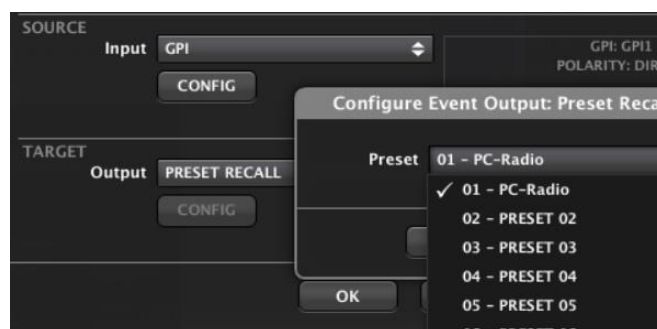 SOURCE
Input GPI
GPI: GPI1
POLARITY: DIR
CONFIG
Configure Event Output: Preset Reca
TARGET
Output PRESET RECALL
Preset 01 – PC-Radio
✓ 01 – PC-Radio
CONFIG
02 – PRESET 02
03 – PRESET 03
04 – PRESET 04
OK
05 – PRESET 05